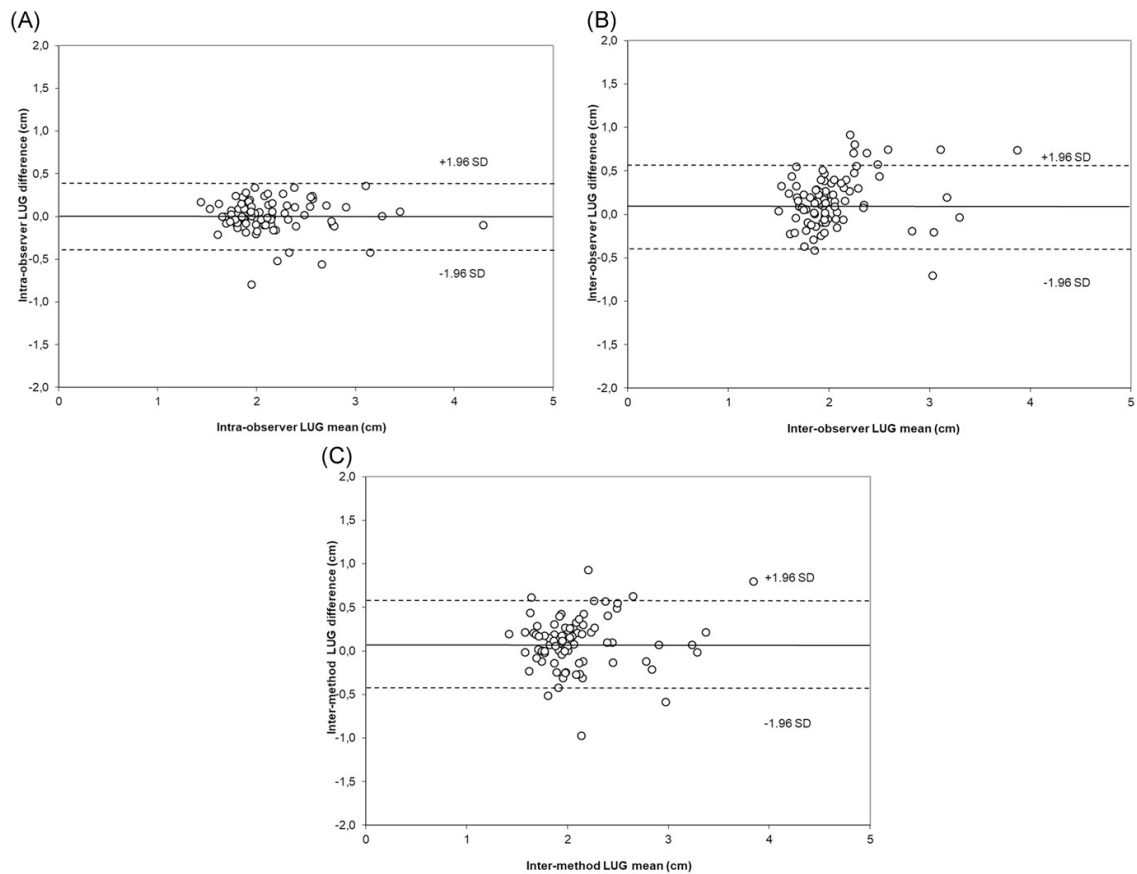 (A)
2,0
1,5
1,0
0,5
0,0
-0,5
-1,0
-1,5
-2,0
Intra-observer LUG difference (cm)
+1.96 SD
-1.96 SD
0 1 2 3 4 5
Intra-observer LUG mean (cm)
(B)
2,0
1,5
1,0
0,5
0,0
-0,5
-1,0
-1,5
-2,0
Inter-observer LUG difference (cm)
+1.96 SD
-1.96 SD
0 1 2 3 4 5
Inter-observer LUG mean (cm)
(C)
2,0
1,5
1,0
0,5
0,0
-0,5
-1,0
-1,5
-2,0
Inter-method LUG difference (cm)
+1.96 SD
-1.96 SD
0 1 2 3 4 5
Inter-method LUG mean (cm)